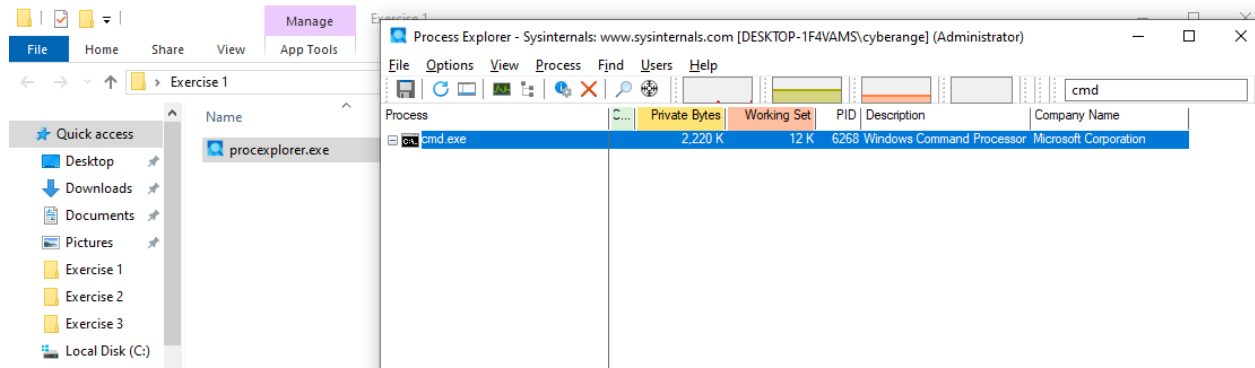 Manage
Exercise 1
File Home Share View App Tools
Exercise 1
Quick access
Desktop
Downloads
Documents
Pictures
Exercise 1
Exercise 2
Exercise 3
Local Disk (C:)
Name
procexplorer.exe
Process Explorer - Sysinternals: www.sysinternals.com [DESKTOP-1F4VAMS\cyberange] (Administrator)
File Options View Process Find Users Help
cmd
Process C... Private Bytes Working Set PID Description Company Name
cmd.exe 2,220 K 12 K 6268 Windows Command Processor Microsoft Corporation